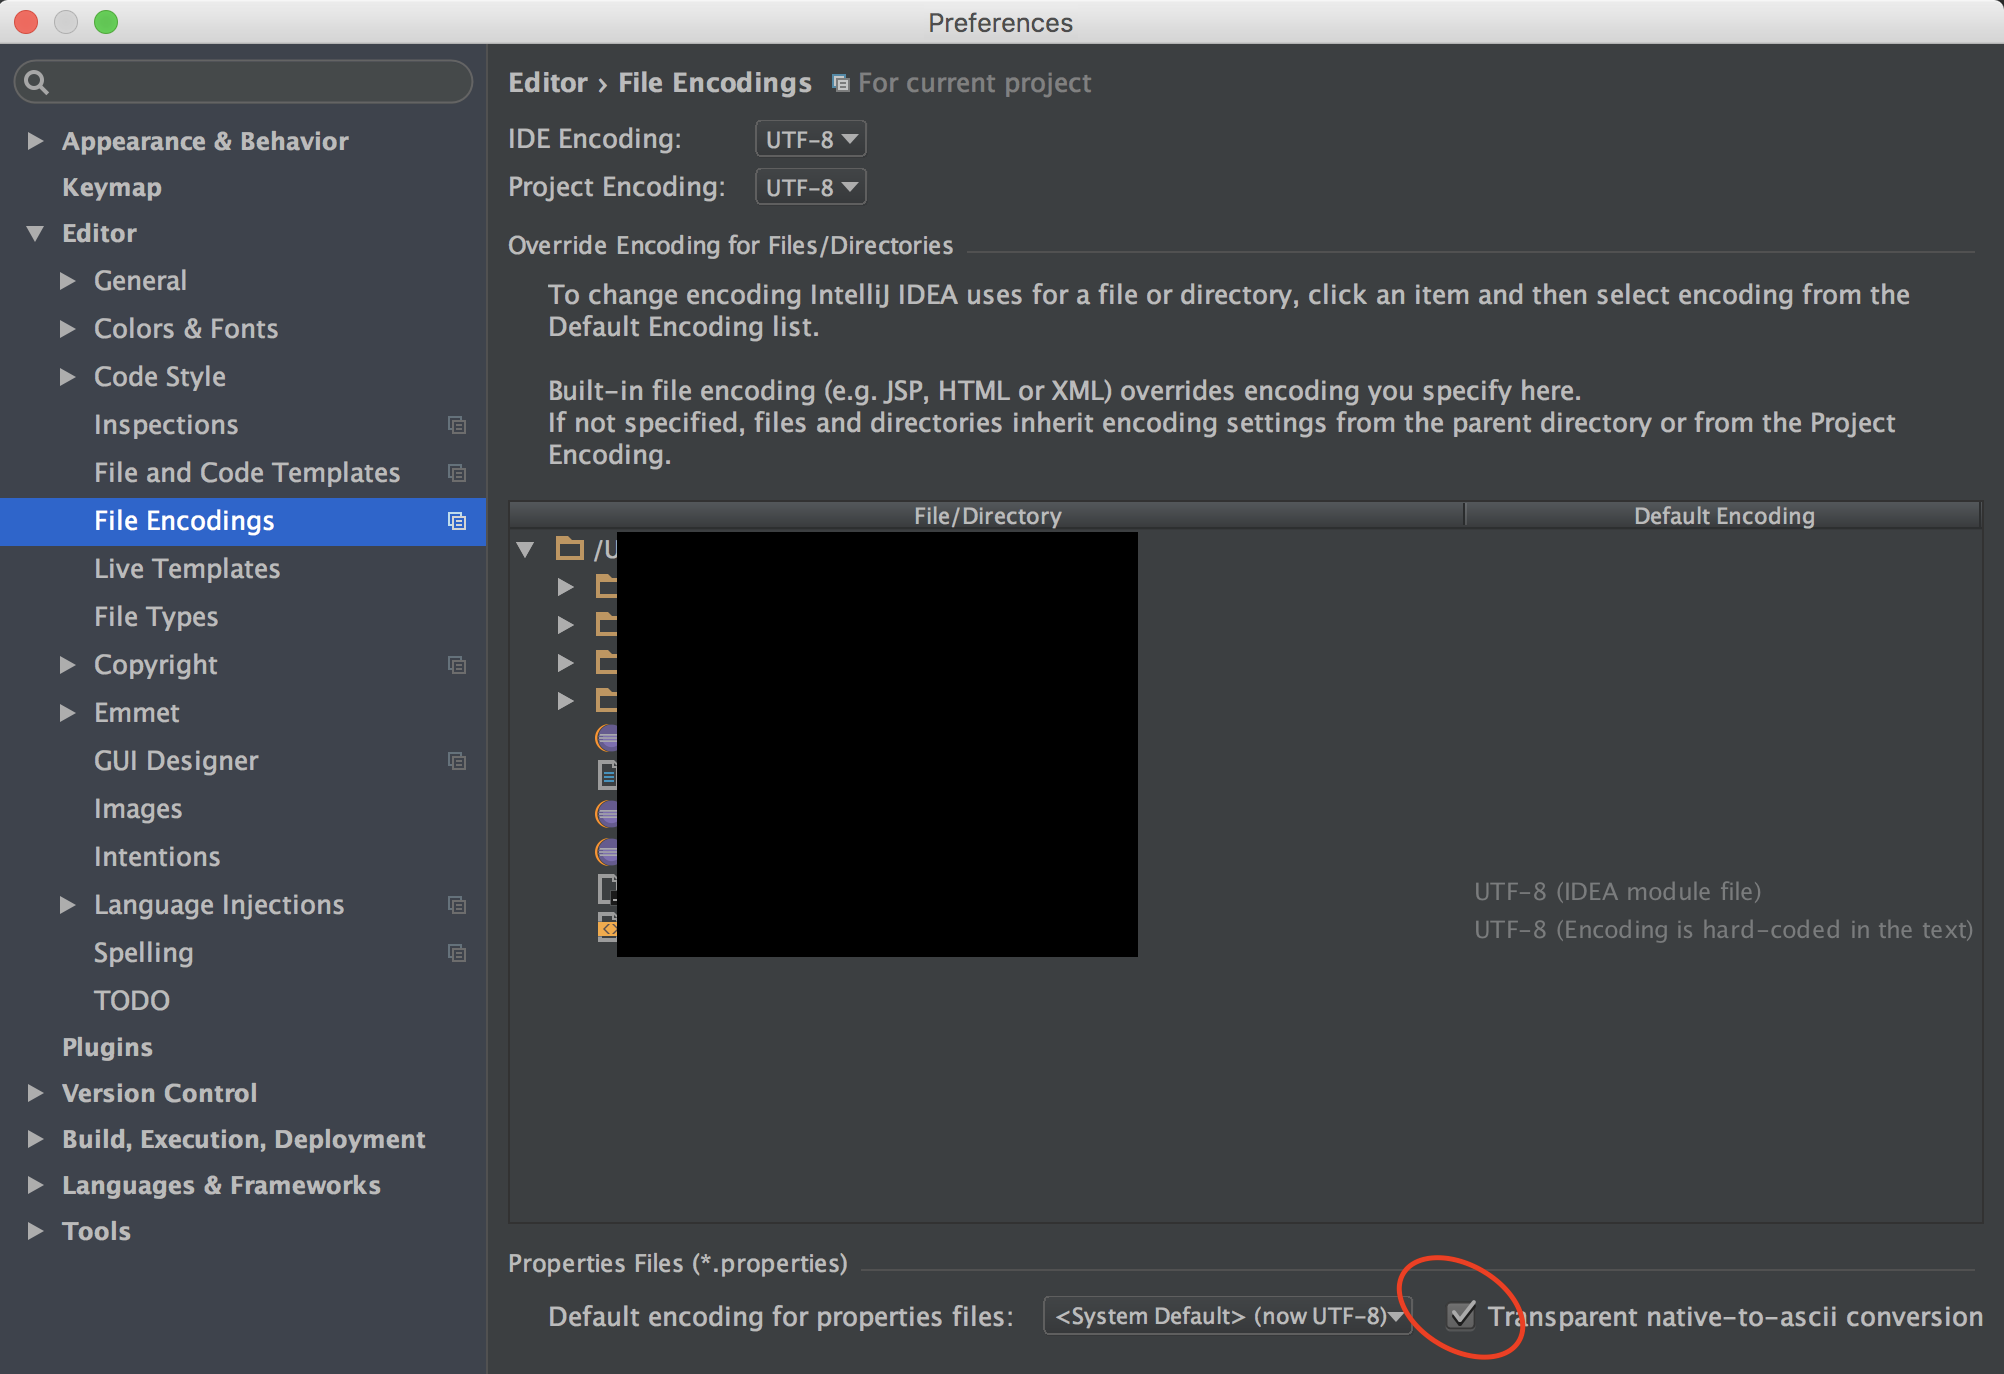 Preferences
Appearance & Behavior
Keymap
Editor
General
Colors & Fonts
Code Style
Inspections
File and Code Templates
File Encodings
Live Templates
File Types
Copyright
Emmet
GUI Designer
Images
Intentions
Language Injections
Spelling
TODO
Plugins
Version Control
Build, Execution, Deployment
Languages & Frameworks
Tools
Editor › File Encodings For current project
IDE Encoding: UTF-8
Project Encoding: UTF-8
Override Encoding for Files/Directories
To change encoding IntelliJ IDEA uses for a file or directory, click an item and then select encoding from the
Default Encoding list.
Built-in file encoding (e.g. JSP, HTML or XML) overrides encoding you specify here.
If not specified, files and directories inherit encoding settings from the parent directory or from the Project
Encoding.
File/Directory Default Encoding
/U
UTF-8 (IDEA module file)
UTF-8 (Encoding is hard-coded in the text)
Properties Files (*.properties)
Default encoding for properties files: <System Default> (now UTF-8) Transparent native-to-ascii conversion